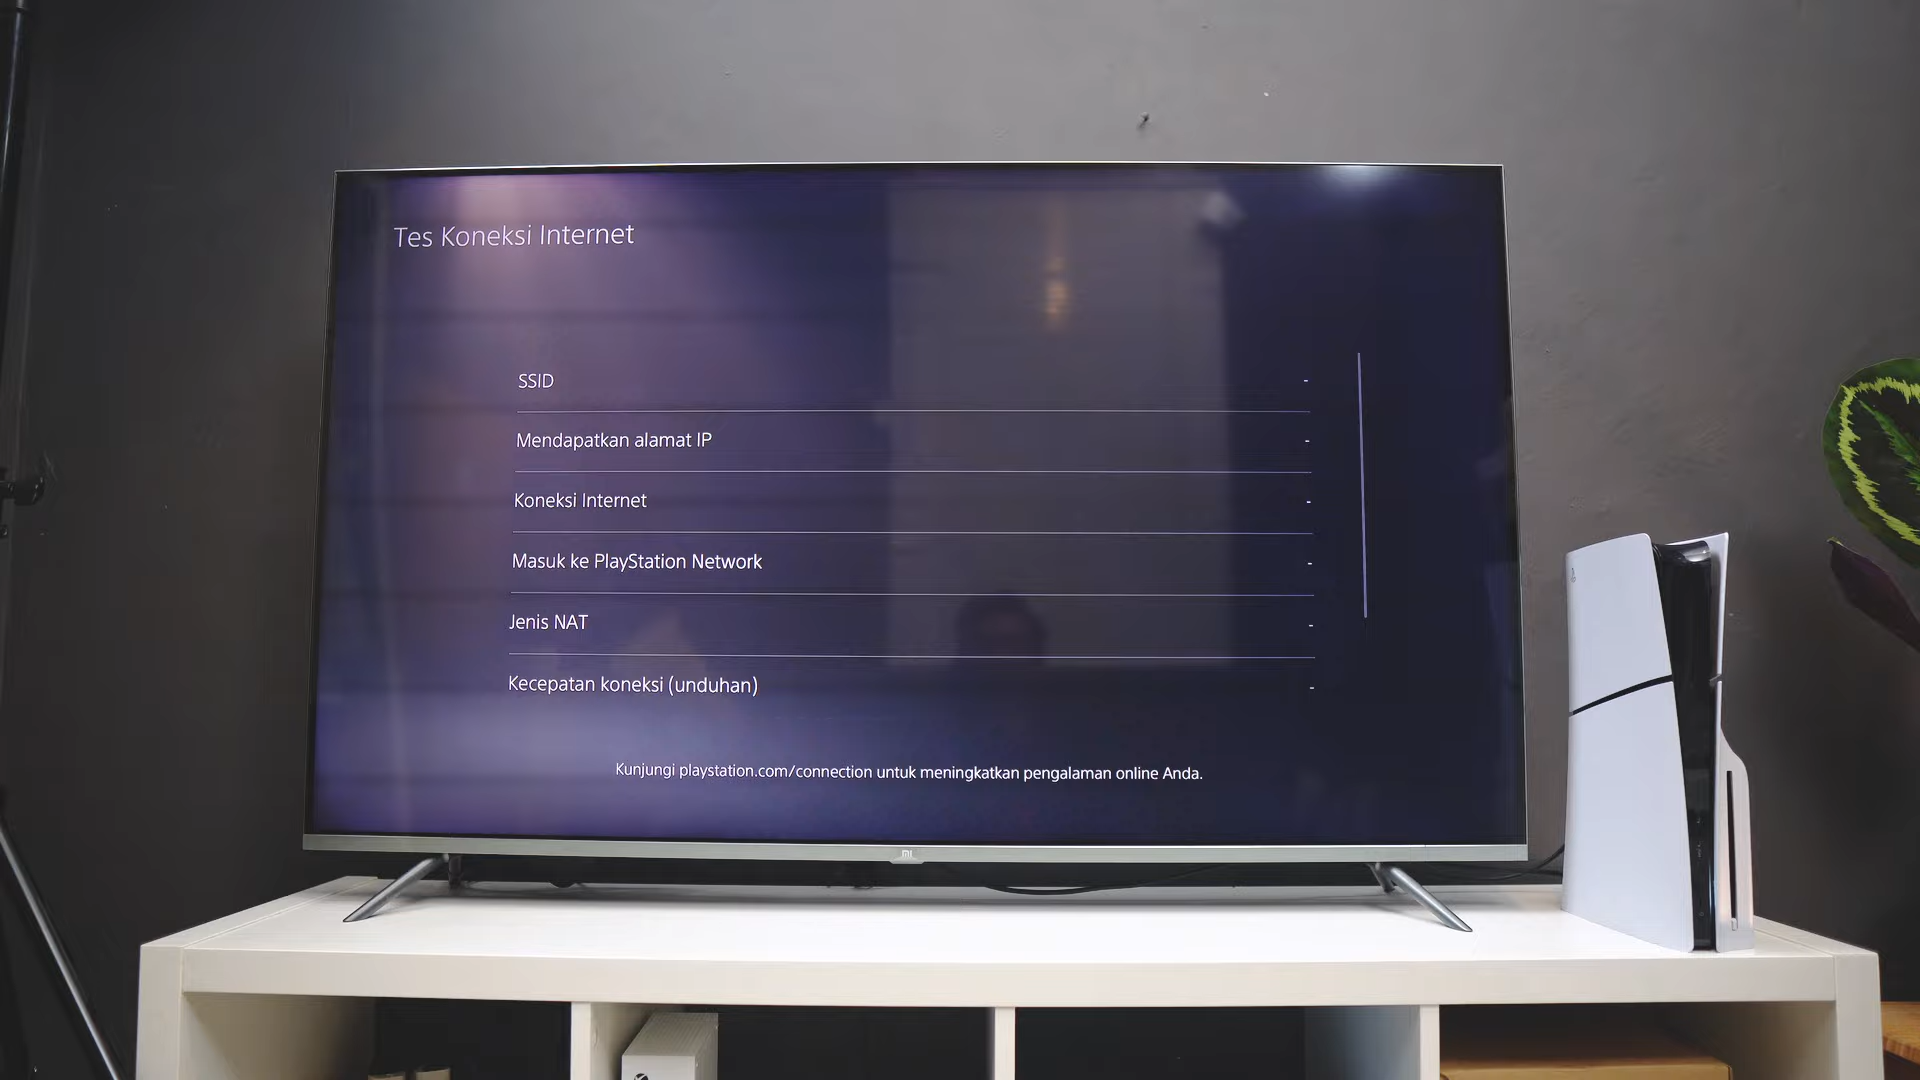 Tes Koneksi Internet
SSID -
Mendapatkan alamat IP -
Koneksi Internet -
Masuk ke PlayStation Network -
Jenis NAT -
Kecepatan koneksi (unduhan) -
Kunjungi playstation.com/connection untuk meningkatkan pengalaman online Anda.
mi